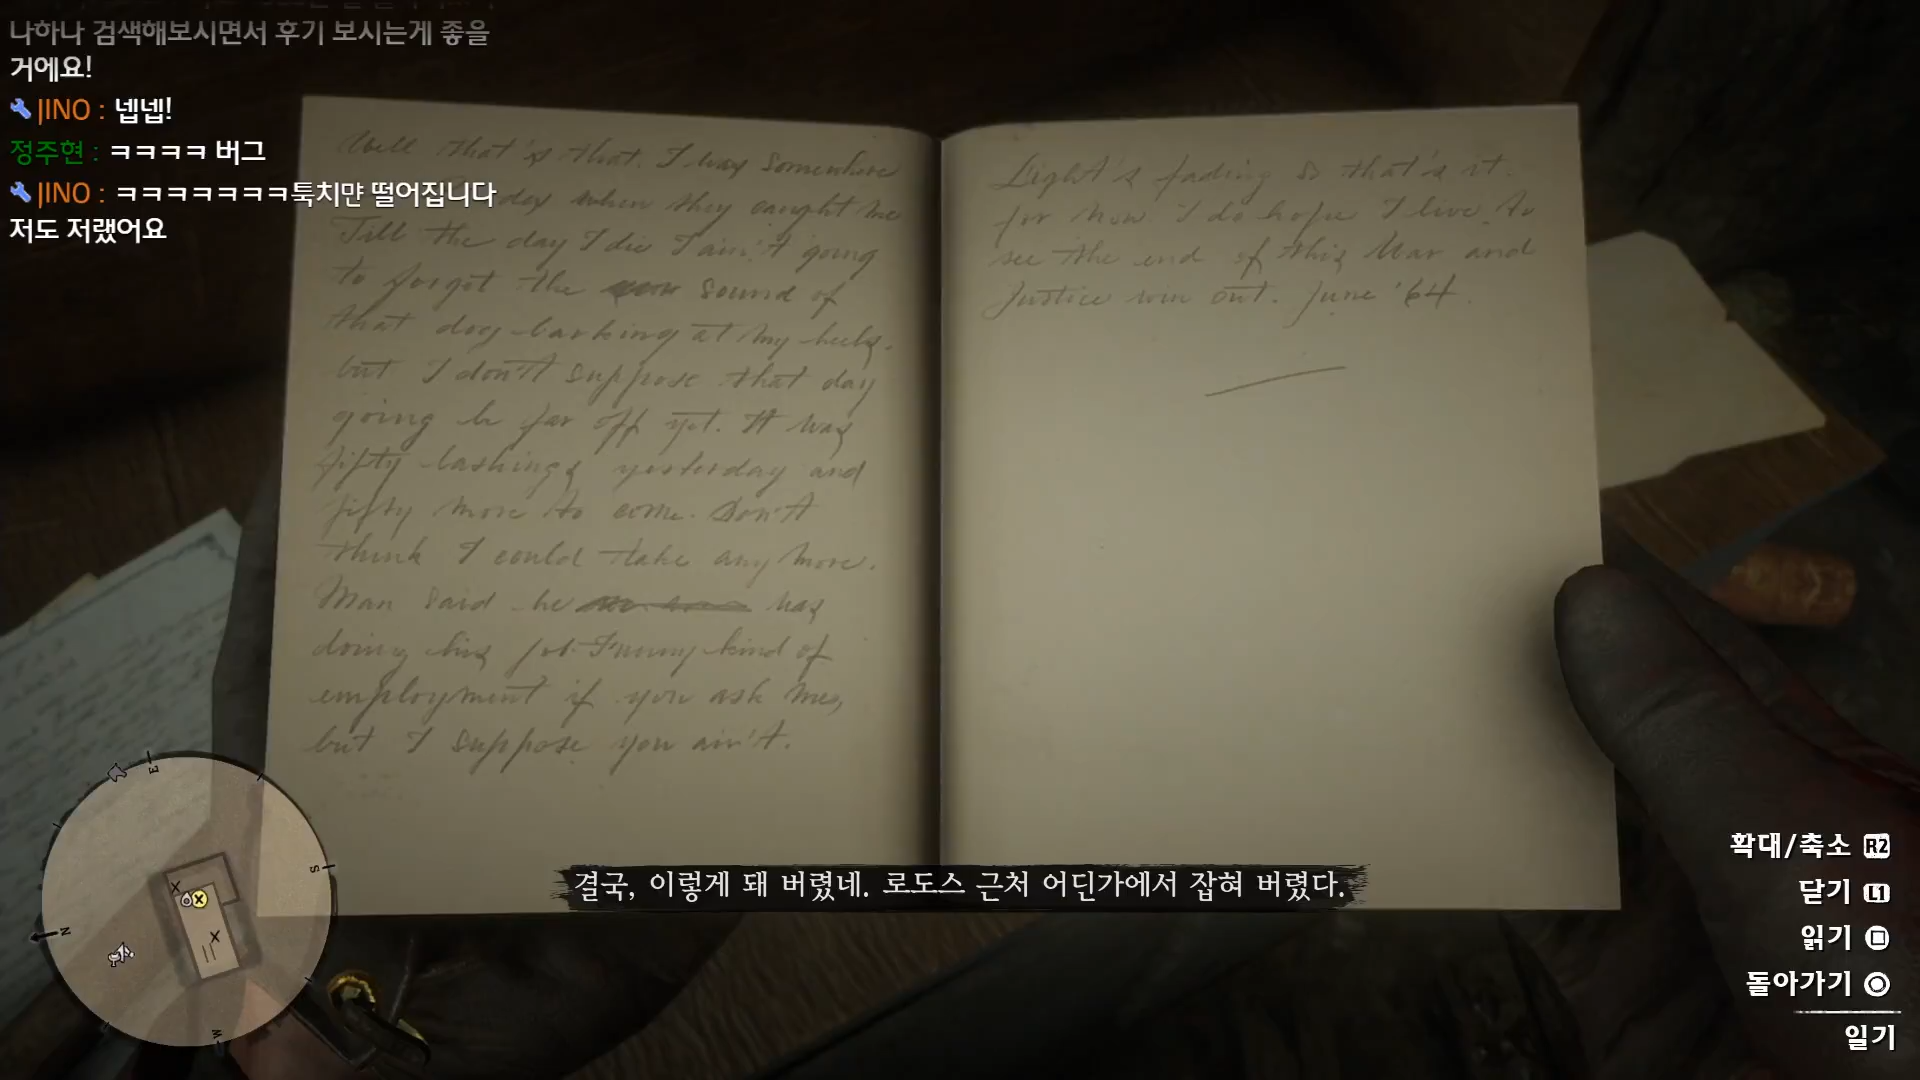 나하나 검색해보시면서 후기 보시는게 좋을
거에요!
JINO : 넵넵!
정주현 : ㅋㅋㅋㅋ 버그
JINO : ㅋㅋㅋㅋㅋㅋㅋ툭치먄 떨어집니다
저도 저랬어요
Well that's that. I was somewhere
when they caught me
Till the day I die I ain't going
to forget the sound of
that dog barking at my heels.
but I don't suppose that day
going be far off yet. It was
fifty lashings yesterday and
fifty more to come. Don't
think I could take any more.
Man said he was
doing his job. Funny kind of
employment if you ask me,
but I suppose you ain't.
Light's fading so that's it
for now I do hope I live to
see the end of this War and
Justice win out. June '64.
결국, 이렇게 돼 버렸네. 로도스 근처 어딘가에서 잡혀 버렸다.
E
S
N
W
확대/축소 R2
닫기 L1
읽기
돌아가기
일기